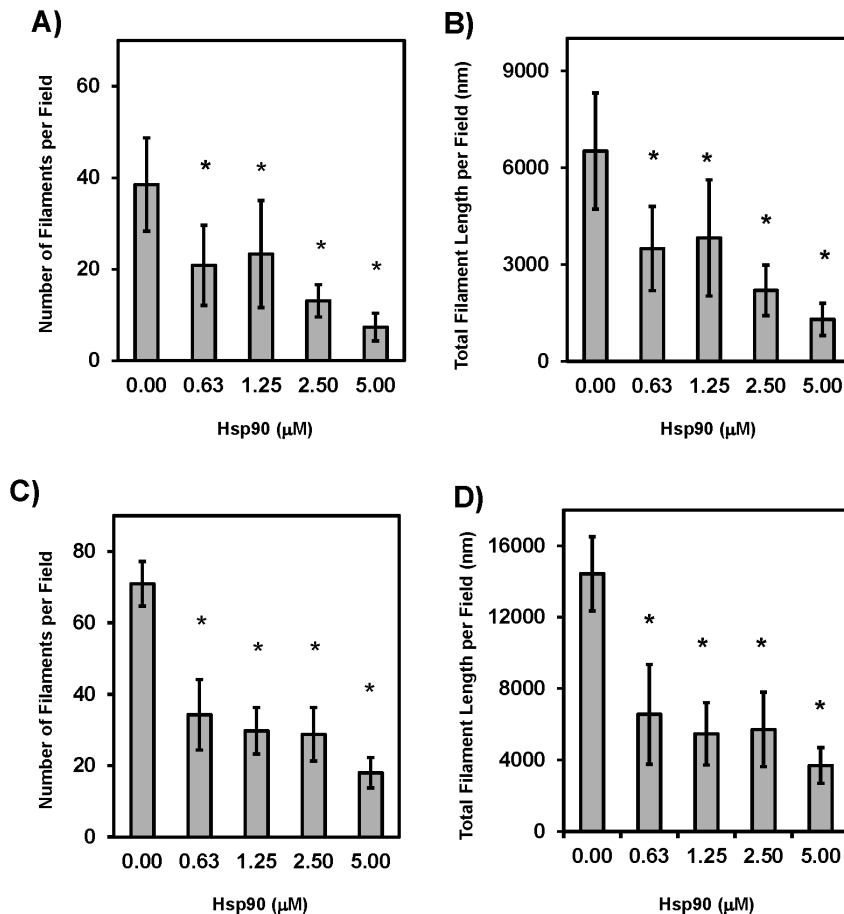 A)
Number of Filaments per Field
60
40
20
0
* * * *
0.00 0.63 1.25 2.50 5.00
Hsp90 (μM)
B)
Total Filament Length per Field (nm)
9000
6000
3000
0
* * * *
0.00 0.63 1.25 2.50 5.00
Hsp90 (μM)
C)
Number of Filaments per Field
80
60
40
20
0
* * * *
0.00 0.63 1.25 2.50 5.00
Hsp90 (μM)
D)
Total Filament Length per Field (nm)
16000
12000
8000
4000
0
* * * *
0.00 0.63 1.25 2.50 5.00
Hsp90 (μM)